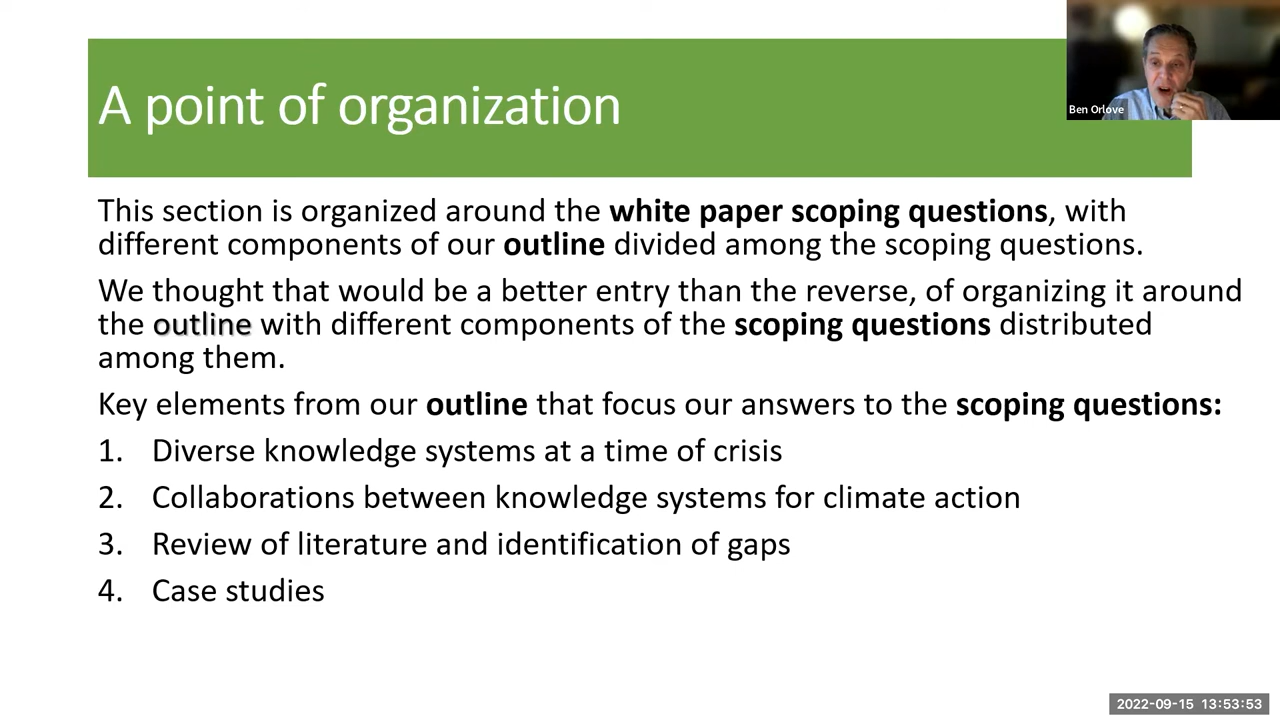 A point of organization
Ben Orlove
This section is organized around the white paper scoping questions, with
different components of our outline divided among the scoping questions.
We thought that would be a better entry than the reverse, of organizing it around
the outline with different components of the scoping questions distributed
among them.
Key elements from our outline that focus our answers to the scoping questions:
1. Diverse knowledge systems at a time of crisis
2. Collaborations between knowledge systems for climate action
3. Review of literature and identification of gaps
4. Case studies
2022-09-15 13:53:53